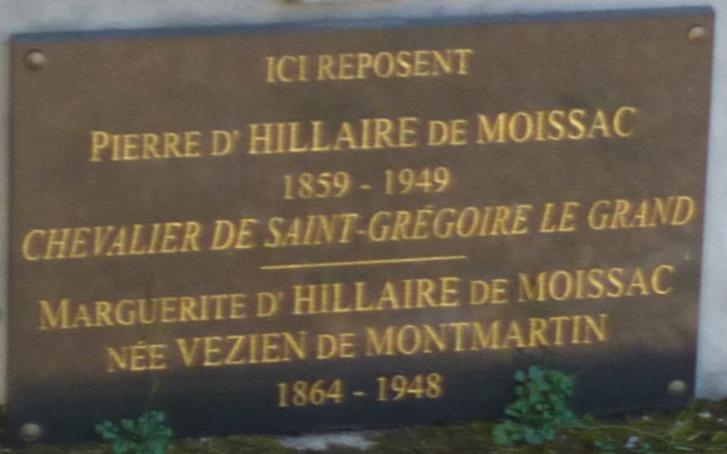 ICI REPOSENT
PIERRE D' HILLAIRE DE MOISSAC
1859 - 1949
CHEVALIER DE SAINT-GRÉGOIRE LE GRAND
MARGUERITE D' HILLAIRE DE MOISSAC
NÉE VEZIEN DE MONTMARTIN
1864 - 1948